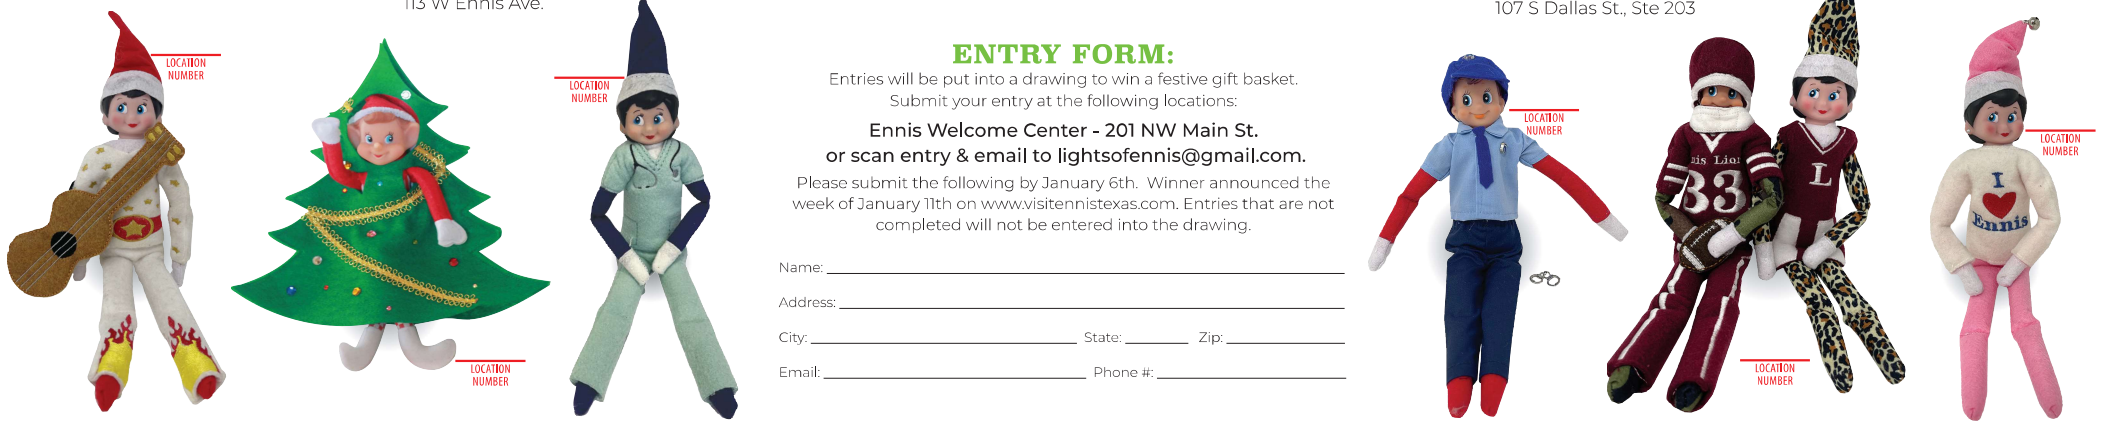 113 W Ennis Ave.
107 S Dallas St., Ste 203
LOCATION
NUMBER
LOCATION
NUMBER
LOCATION
NUMBER
ENTRY FORM:
Entries will be put into a drawing to win a festive gift basket.
Submit your entry at the following locations:
Ennis Welcome Center - 201 NW Main St.
or scan entry & email to lightsofennis@gmail.com.
Please submit the following by January 6th. Winner announced the
week of January 11th on www.visitennistexas.com. Entries that are not
completed will not be entered into the drawing.
Name:
Address:
City: State: Zip:
Email: Phone #:
LOCATION
NUMBER
nis Lion
33
L
LOCATION
NUMBER
I
Ennis
LOCATION
NUMBER